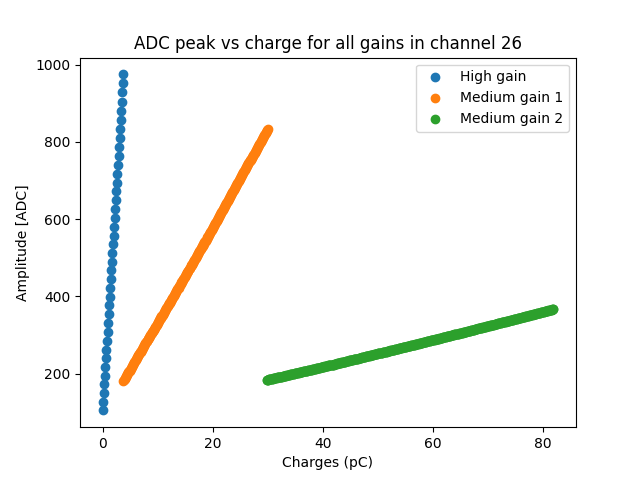 ADC peak vs charge for all gains in channel 26
High gain
Medium gain 1
Medium gain 2
Amplitude [ADC]
1000
800
600
400
200
0 20 40 60 80
Charges (pC)